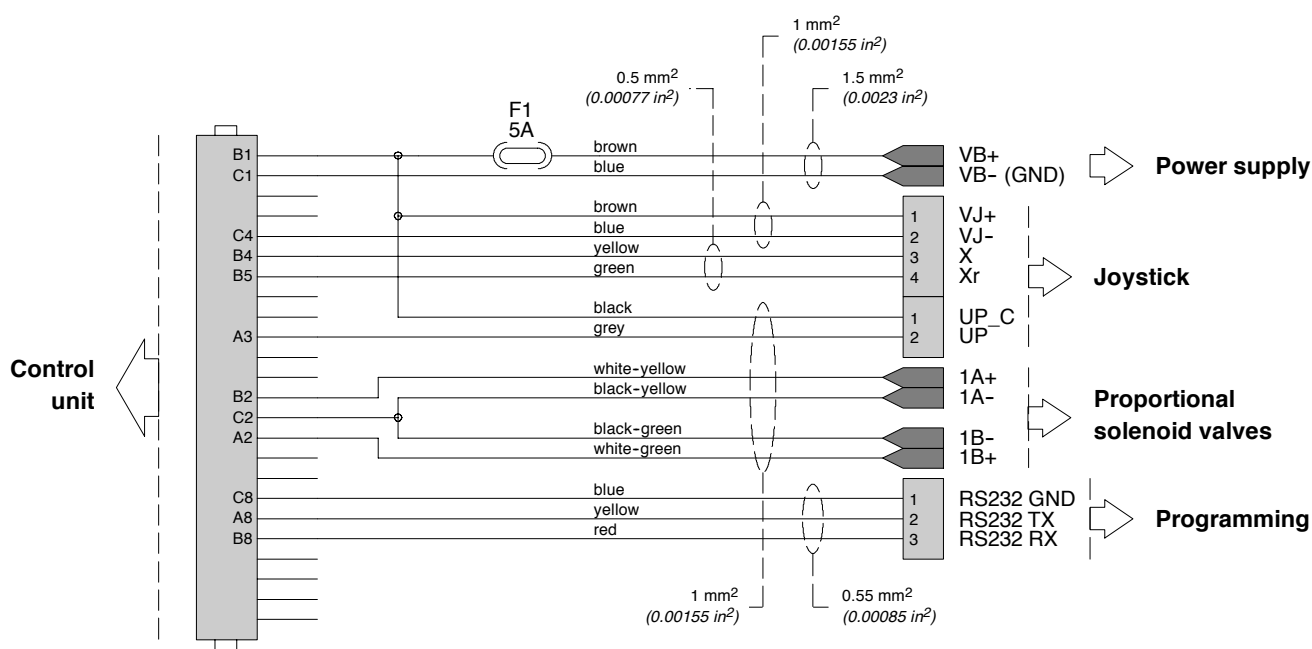 1 mm²
(0.00155 in²)
0.5 mm²
(0.00077 in²)
1.5 mm²
(0.0023 in²)
F1
5A
B1 brown VB+
C1 blue VB- (GND)
Power supply
brown 1 VJ+
C4 blue 2 VJ-
B4 yellow 3 X
B5 green 4 Xr
Joystick
black 1 UP_C
A3 grey 2 UP
Control
unit
white-yellow 1A+
B2 black-yellow 1A-
C2
A2 black-green 1B-
white-green 1B+
Proportional
solenoid valves
C8 blue 1 RS232 GND
A8 yellow 2 RS232 TX
B8 red 3 RS232 RX
Programming
1 mm²
(0.00155 in²)
0.55 mm²
(0.00085 in²)